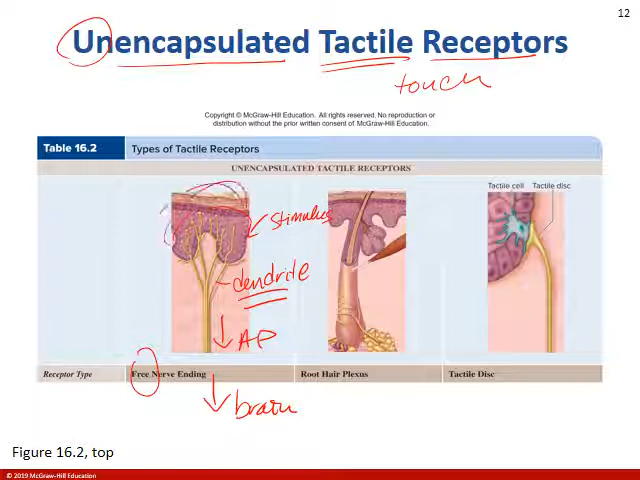 12
Unencapsulated Tactile Receptors
touch
Copyright © McGraw-Hill Education. All rights reserved. No reproduction or
distribution without the prior written consent of McGraw-Hill Education.
Table 16.2 Types of Tactile Receptors
UNENCAPSULATED TACTILE RECEPTORS
Tactile cell Tactile disc
Stimulus
dendrite
AP
Receptor Type Free Nerve Ending Root Hair Plexus Tactile Disc
brain
Figure 16.2, top
© 2019 McGraw-Hill Education